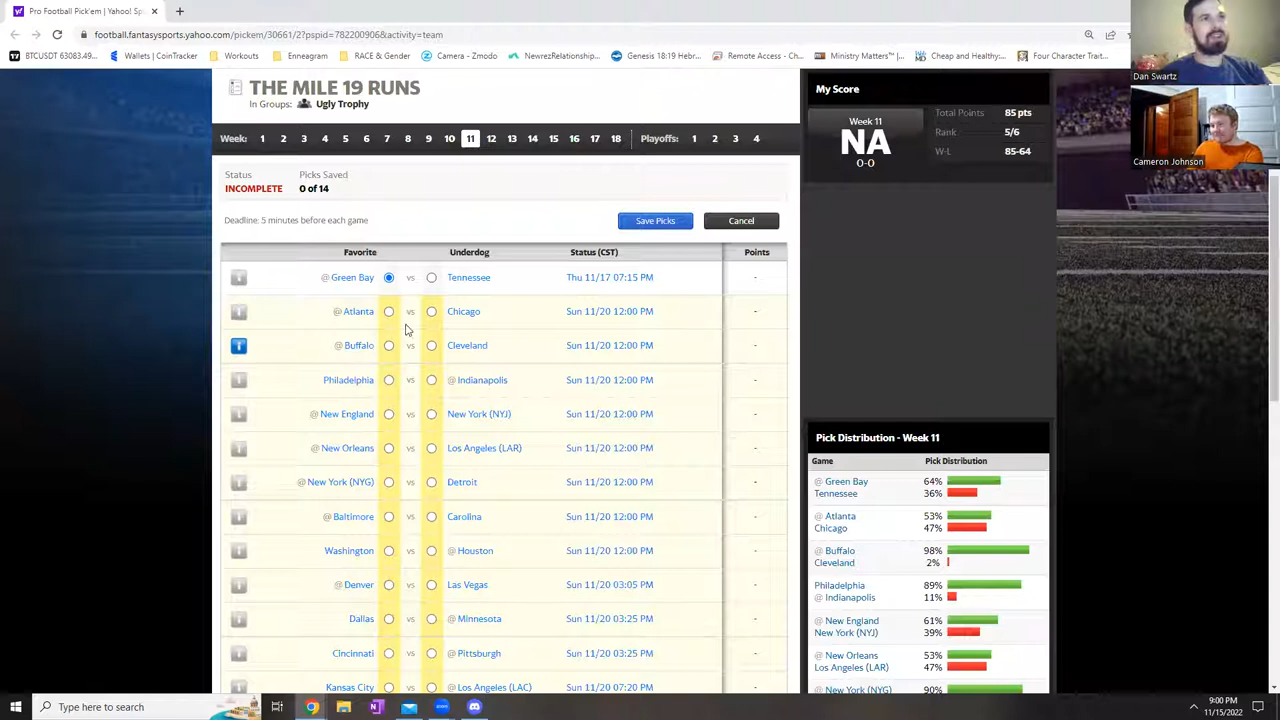 Pro Football Pick'em | Yahoo! Sp
football.fantasysports.yahoo.com/pickem/30661/2?pspid=782200906&activity=team
BTCUSDT 63083.49... Wallets | CoinTracker Workouts Enneagram RACE & Gender Camera - Zmodo NewrezRelationship... Genesis 18:19 Hebr... Remote Access - Ch... Ministry Matters™ |... Cheap and Healthy:... Four Character Trait...
Dan Swartz
Cameron Johnson
THE MILE 19 RUNS
In Groups: Ugly Trophy
Week: 1 2 3 4 5 6 7 8 9 10 11 12 13 14 15 16 17 18 Playoffs: 1 2 3 4
Status Picks Saved
INCOMPLETE 0 of 14
Deadline: 5 minutes before each game
Save Picks Cancel
Favorite Underdog Status (CST) Points
@ Green Bay vs Tennessee Thu 11/17 07:15 PM -
@ Atlanta vs Chicago Sun 11/20 12:00 PM -
@ Buffalo vs Cleveland Sun 11/20 12:00 PM -
Philadelphia vs @ Indianapolis Sun 11/20 12:00 PM -
@ New England vs New York (NYJ) Sun 11/20 12:00 PM -
@ New Orleans vs Los Angeles (LAR) Sun 11/20 12:00 PM -
@ New York (NYG) vs Detroit Sun 11/20 12:00 PM -
@ Baltimore vs Carolina Sun 11/20 12:00 PM -
Washington vs @ Houston Sun 11/20 12:00 PM -
@ Denver vs Las Vegas Sun 11/20 03:05 PM -
Dallas vs @ Minnesota Sun 11/20 03:25 PM -
Cincinnati vs @ Pittsburgh Sun 11/20 03:25 PM -
Kansas City vs @ Los Angeles (LAC) Sun 11/20 07:20 PM -
My Score
Week 11
NA
0-0
Total Points 85 pts
Rank 5/6
W-L 85-64
Pick Distribution - Week 11
Game Pick Distribution
@ Green Bay 64%
Tennessee 36%
@ Atlanta 53%
Chicago 47%
@ Buffalo 98%
Cleveland 2%
Philadelphia 89%
@ Indianapolis 11%
@ New England 61%
New York (NYJ) 39%
@ New Orleans 53%
Los Angeles (LAR) 47%
@ New York (NYG) 90%
Type here to search
9:00 PM
11/15/2022